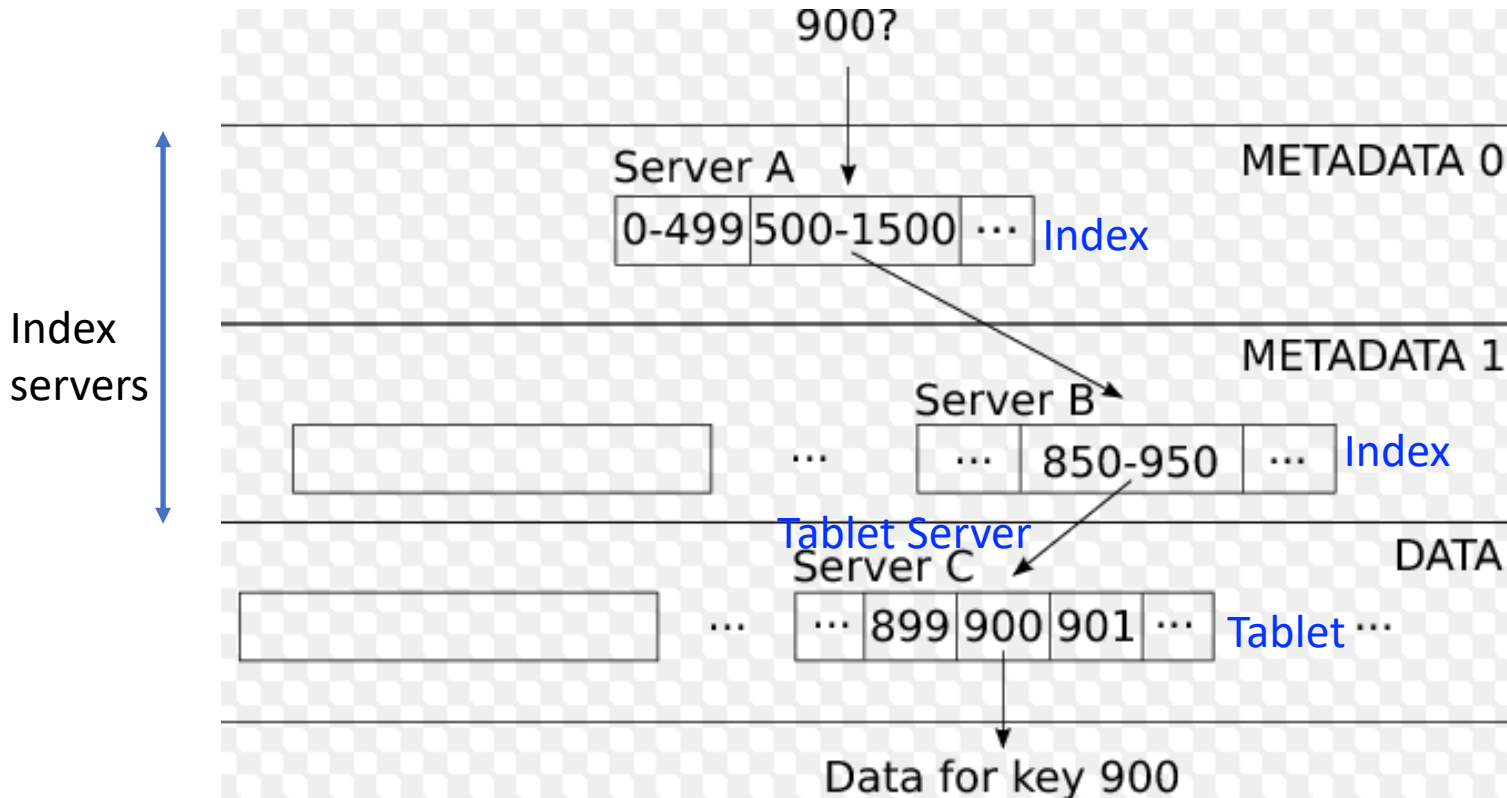 900?
METADATA 0
Server A
0-499 500-1500 ... Index
Index
servers
METADATA 1
Server B
... ... 850-950 ... Index
Tablet Server
DATA
Server C
... ... 899 900 901 ... Tablet ...
Data for key 900